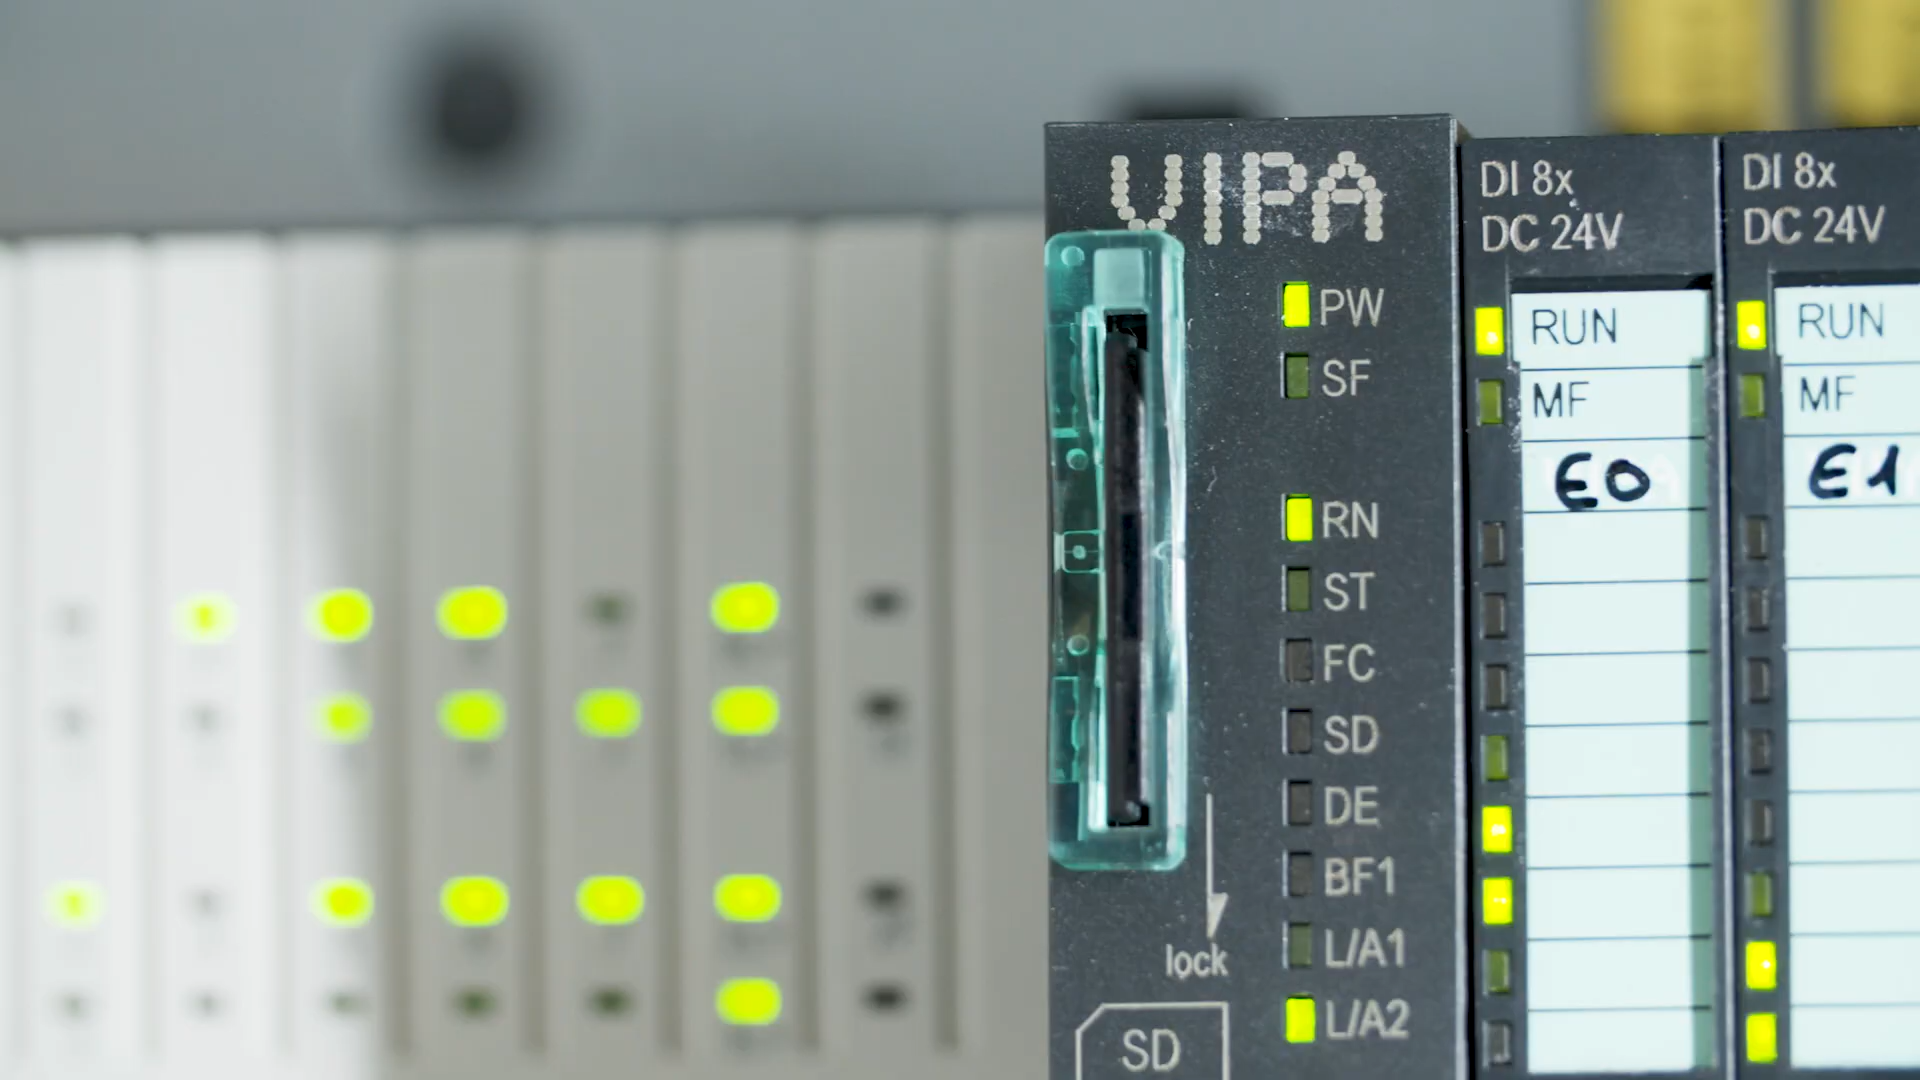 VIPA
PW
SF
RN
ST
FC
SD
DE
BF1
L/A1
L/A2
lock
SD
DI 8x
DC 24V
RUN
MF
E0
DI 8x
DC 24V
RUN
MF
E1